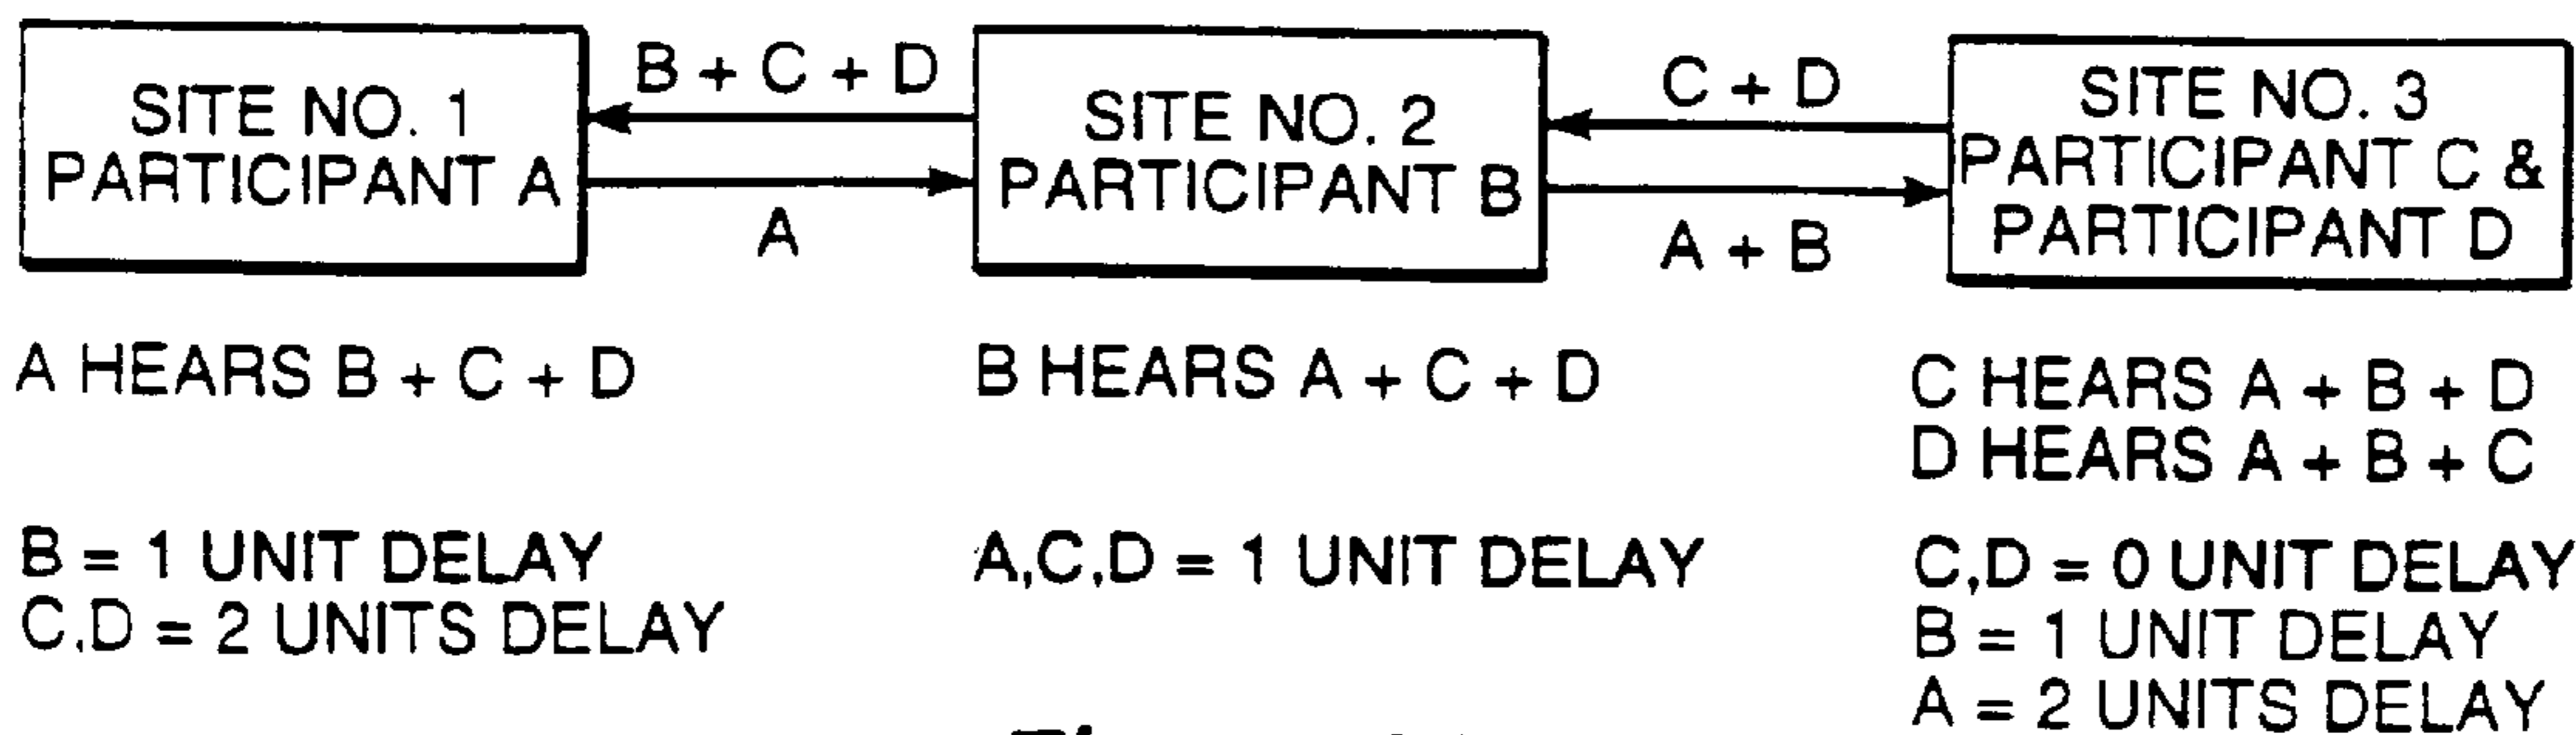 SITE NO. 1
PARTICIPANT A
B + C + D
A
SITE NO. 2
PARTICIPANT B
C + D
A + B
SITE NO. 3
PARTICIPANT C &
PARTICIPANT D
A HEARS B + C + D
B HEARS A + C + D
C HEARS A + B + D
D HEARS A + B + C
B = 1 UNIT DELAY
C,D = 2 UNITS DELAY
A,C,D = 1 UNIT DELAY
C,D = 0 UNIT DELAY
B = 1 UNIT DELAY
A = 2 UNITS DELAY